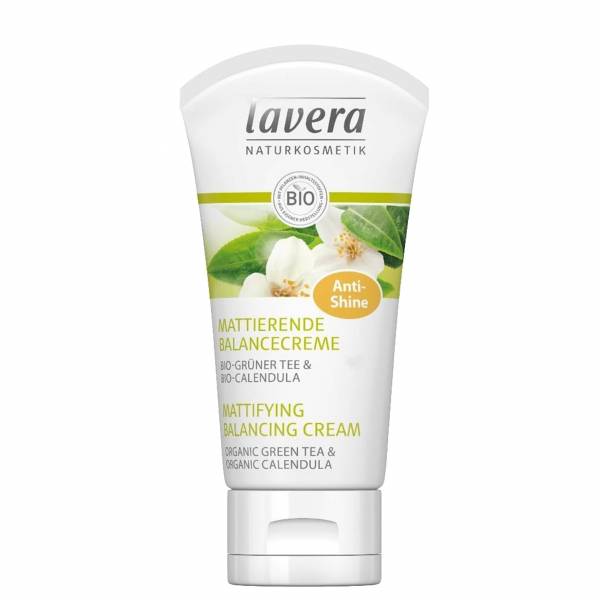 lavera
NATURKOSMETIK
BIO
Anti-
Shine
MATTIERENDE
BALANCECREME
BIO-GRÜNER TEE &
BIO-CALENDULA
MATTIFYING
BALANCING CREAM
ORGANIC GREEN TEA &
ORGANIC CALENDULA